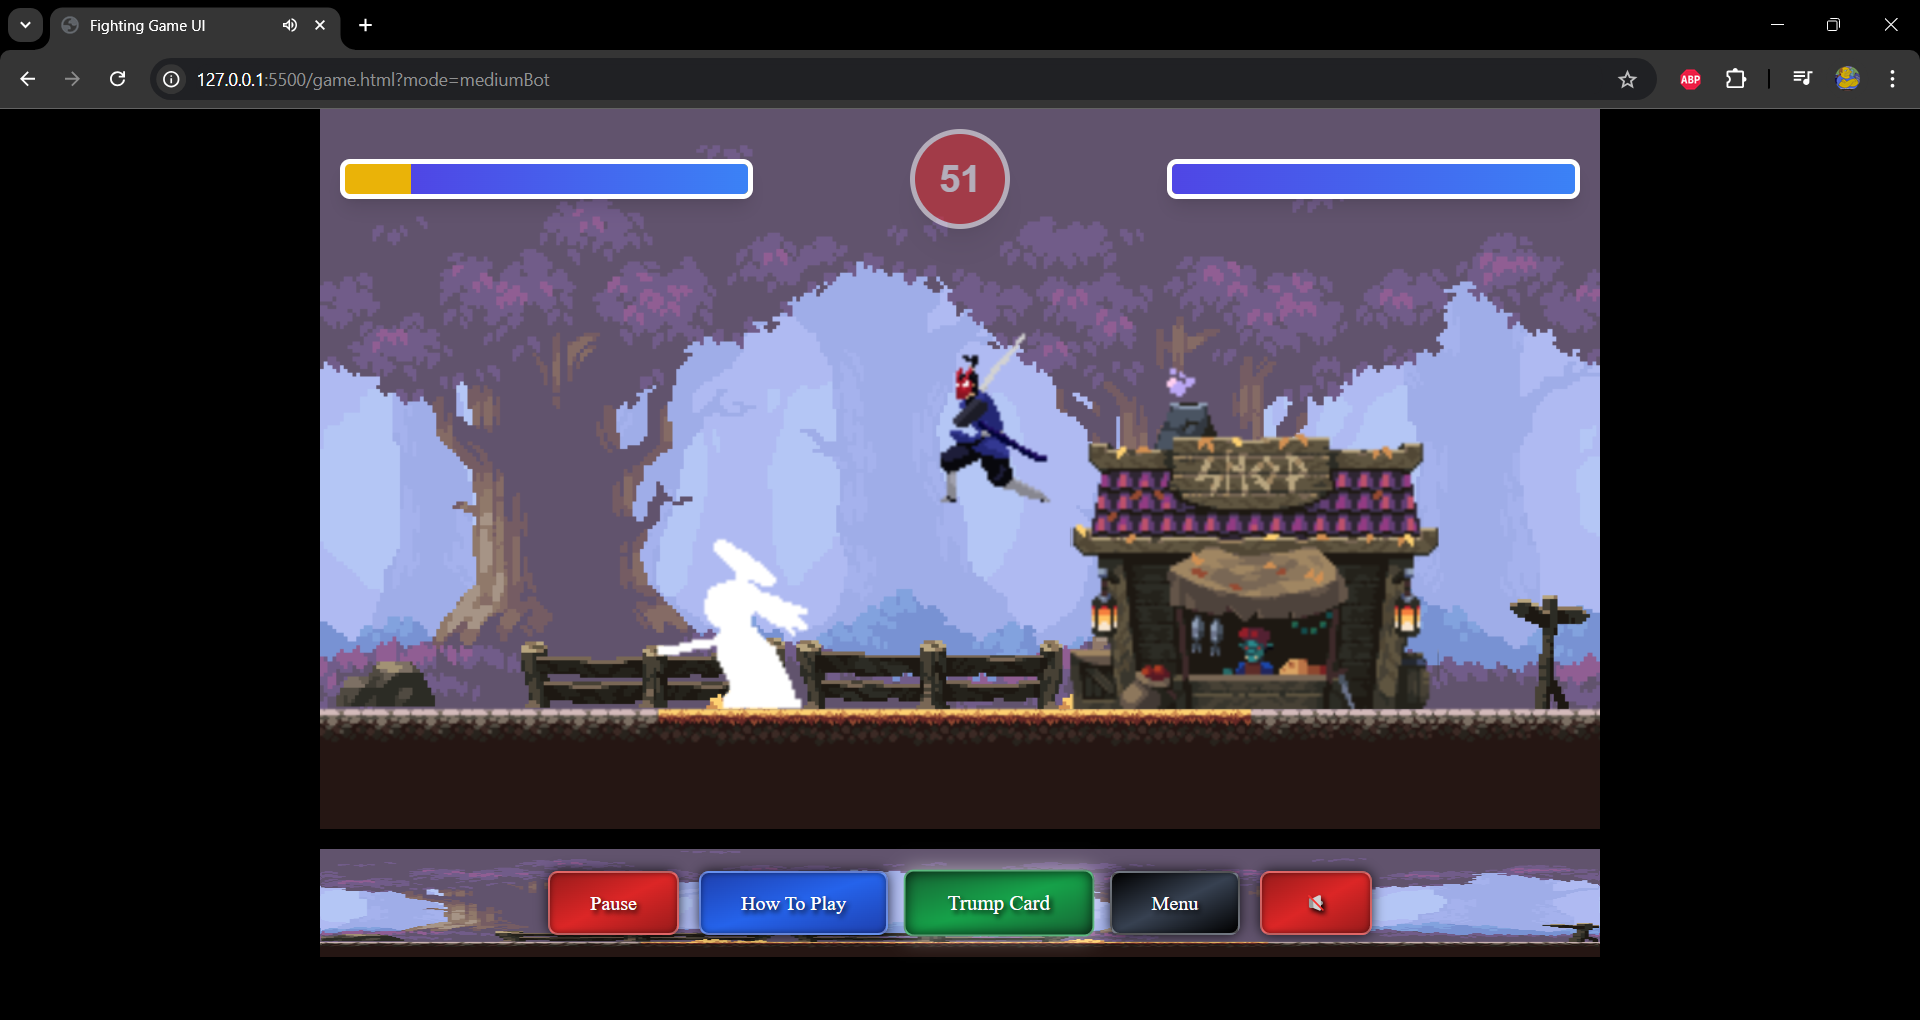 Fighting Game UI
127.0.0.1:5500/game.html?mode=mediumBot
ABP
51
SHOP
Pause
How To Play
Trump Card
Menu